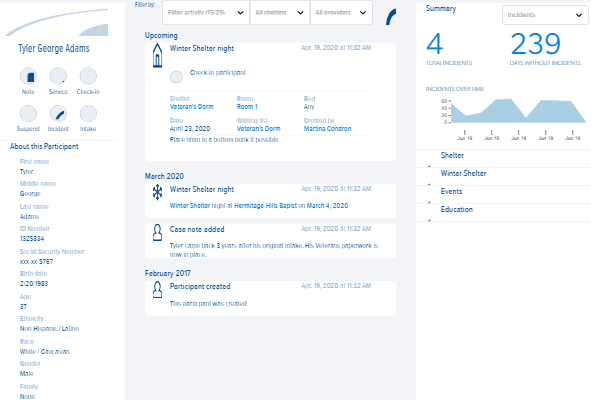 Tyler George Adams
Note Service Check-in
Suspend Incident Intake
About this Participant
First name
Tyler
Middle name
George
Last name
Adams
ID Number
1325834
Social Security Number
xxx-xx-5767
Birth date
2/20/1983
Age
37
Ethnicity
Non-Hispanic / Latino
Race
White / Caucasian
Gender
Male
Family
None
Filter by:
Filter activity (15/25)
All shelters
All providers
Upcoming
Winter Shelter night Apr. 19, 2020 at 11:32 AM
Check-in participant
Shelter Room Bed
Veteran's Dorm Room 1 Any
Date Waiting list Created by
April 23, 2020 Veteran's Dorm Martina Condron
Place him in a bottom bunk if possible
March 2020
Winter Shelter night Apr. 19, 2020 at 11:32 AM
Winter Shelter night at Hermitage Hills Bapist on March 4, 2020
Case note added Apr. 19, 2020 at 11:32 AM
Tyler came back 3 years after his original intake. His Veterans paperwork is
now in place.
February 2017
Participant created Apr. 19, 2020 at 11:32 AM
This particpant was created
Summary
Incidents
4 239
TOTAL INCIDENTS DAYS WITHOUT INCIDENTS
INCIDENTS OVER TIME
60
40
20
0
Jun 19 Jun 19 Jun 19 Jun 19 Jun 19
Shelter
Winter Shelter
Events
Education